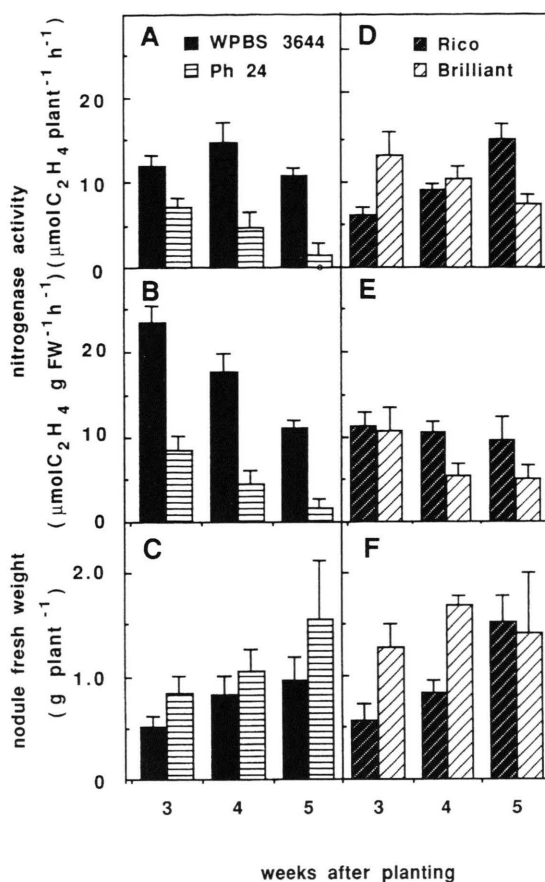 A
WPBS 3644
Ph 24
D
Rico
Brilliant
20
10
0
nitrogenase activity
(μmol C₂H₄ plant⁻¹ h⁻¹)
B
E
20
10
0
(μmol C₂H₄ g FW⁻¹ h⁻¹)
C
F
2.0
1.0
0
nodule fresh weight
(g plant⁻¹)
3 4 5 3 4 5
weeks after planting